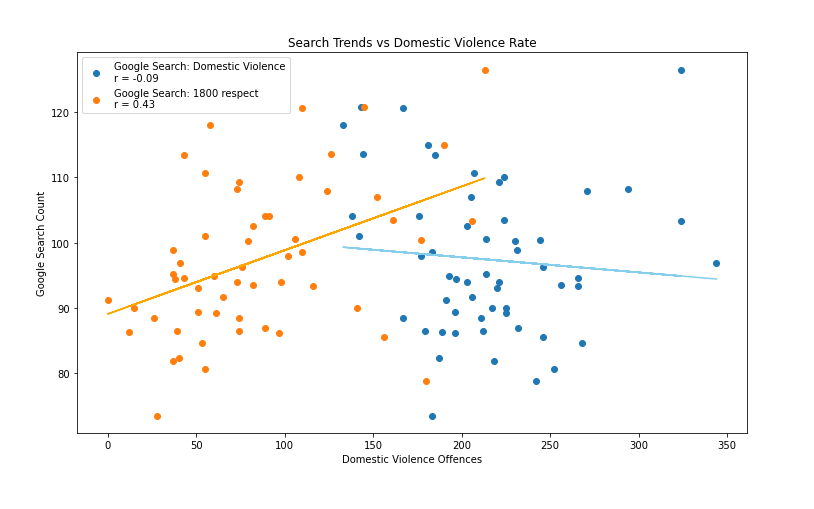 Search Trends vs Domestic Violence Rate
Google Search: Domestic Violence
r = -0.09
Google Search: 1800 respect
r = 0.43
Google Search Count
120
110
100
90
80
0 50 100 150 200 250 300 350
Domestic Violence Offences